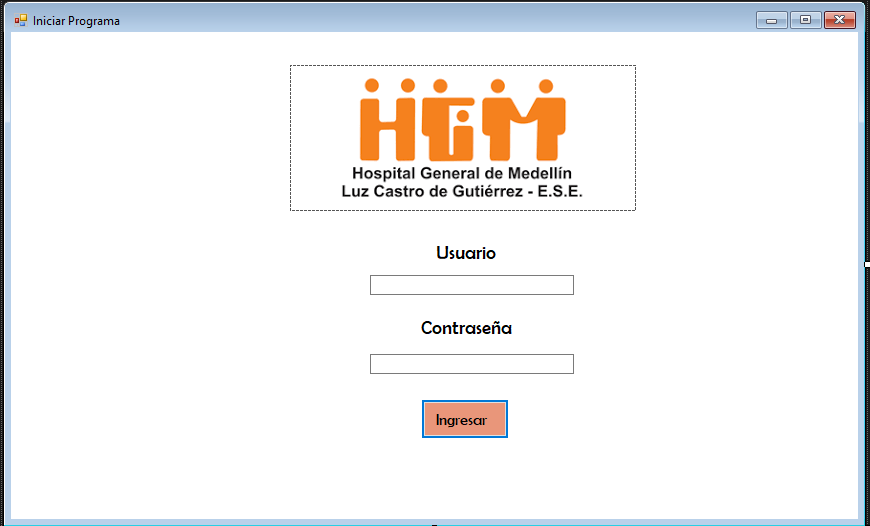 Iniciar Programa
HGM
Hospital General de Medellín
Luz Castro de Gutiérrez - E.S.E.
Usuario
Contraseña
Ingresar